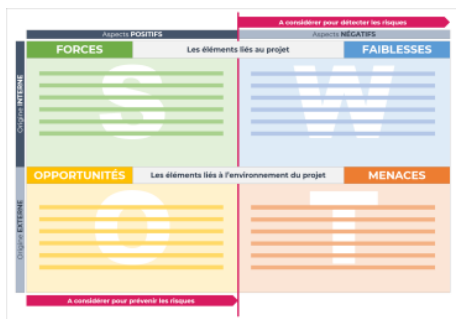 A considérer pour détecter les risques
Aspects POSITIFS
Aspects NÉGATIFS
FORCES
Les éléments liés au projet
FAIBLESSES
Origine INTERNE
S
W
OPPORTUNITÉS
Les éléments liés à l'environnement du projet
MENACES
Origine EXTERNE
O
T
A considérer pour prévenir les risques